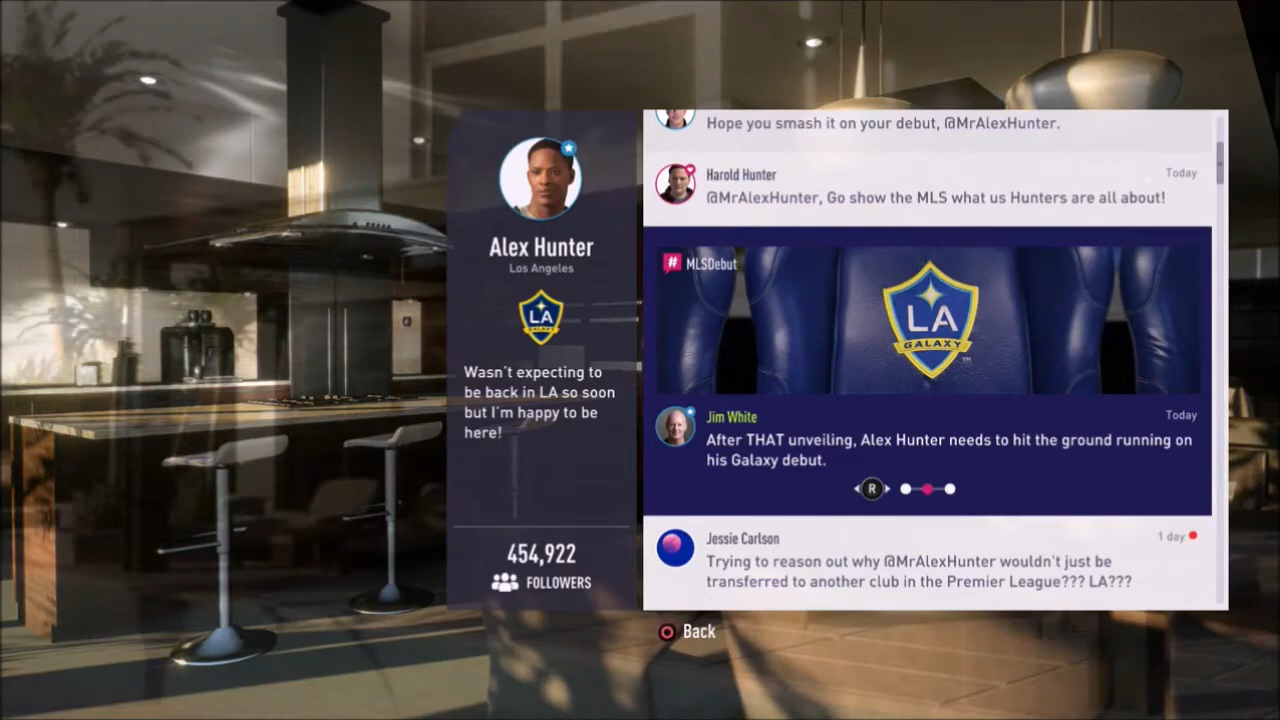 Alex Hunter
Los Angeles
LA
GALAXY
Wasn't expecting to
be back in LA so soon
but I'm happy to be
here!
454,922
FOLLOWERS
Hope you smash it on your debut, @MrAlexHunter.
Harold Hunter
Today
@MrAlexHunter, Go show the MLS what us Hunters are all about!
# MLSDebut
LA
GALAXY
TM
Jim White
Today
After THAT unveiling, Alex Hunter needs to hit the ground running on
his Galaxy debut.
R
Jessie Carlson
1 day
Trying to reason out why @MrAlexHunter wouldn't just be
transferred to another club in the Premier League??? LA???
Back